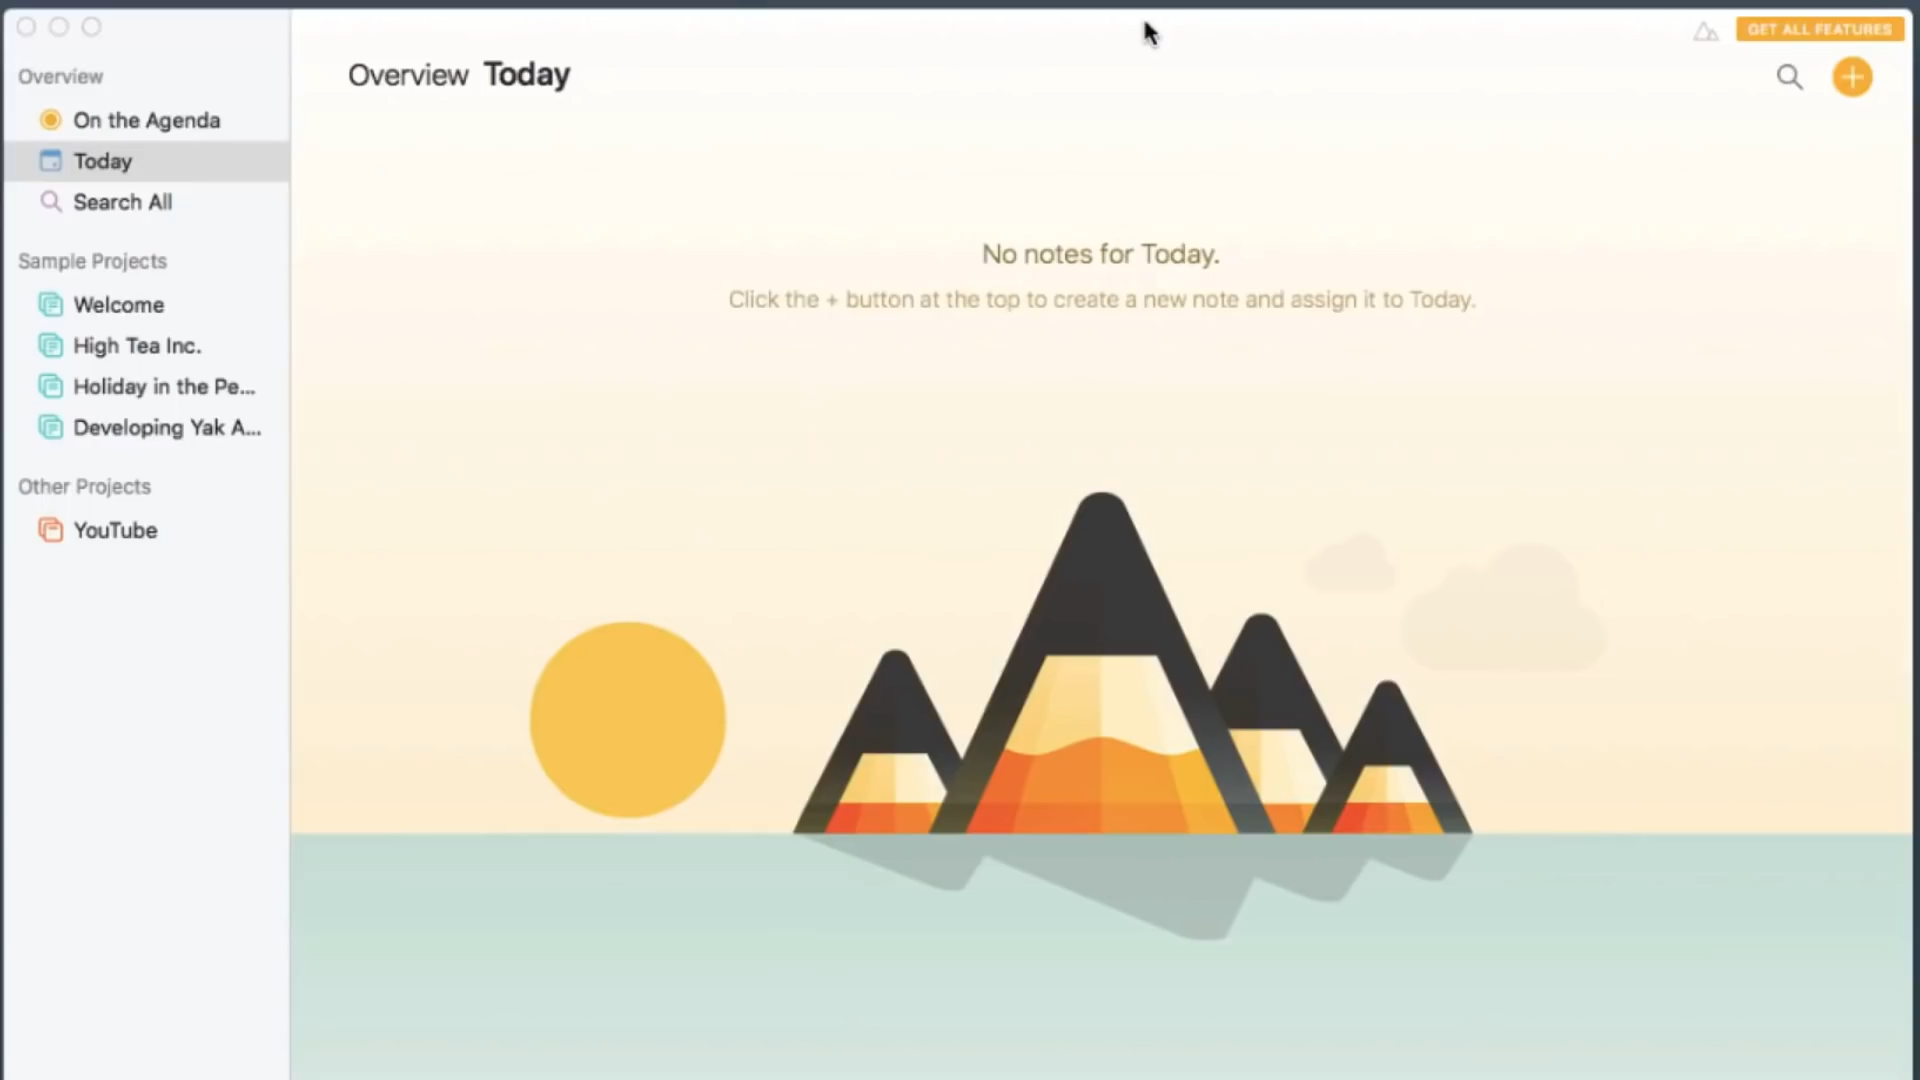 GET ALL FEATURES
Overview
Overview Today
On the Agenda
Today
Search All
Sample Projects
Welcome
High Tea Inc.
Holiday in the Pe...
Developing Yak A...
Other Projects
YouTube
No notes for Today.
Click the + button at the top to create a new note and assign it to Today.